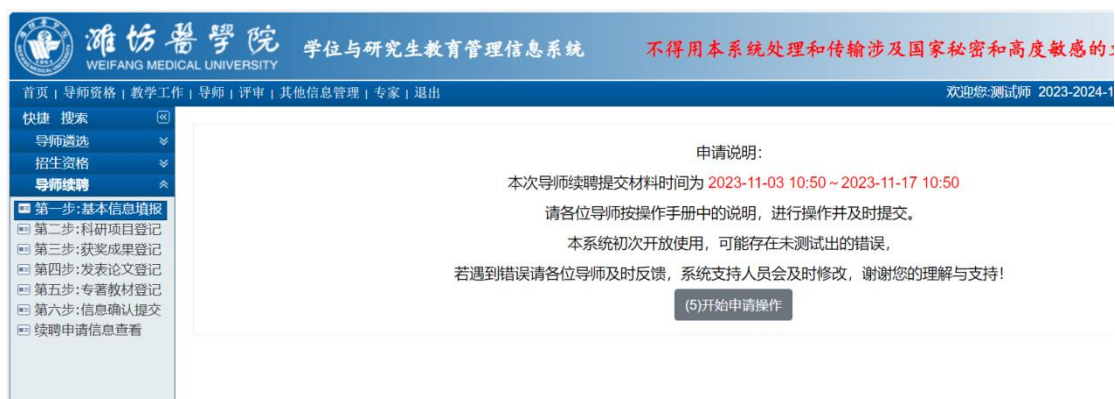 潍坊醫學院
WEIFANG MEDICAL UNIVERSITY
学位与研究生教育管理信息系统
不得用本系统处理和传输涉及国家秘密和高度敏感的
首页 | 导师资格 | 教学工作 | 导师 | 评审 | 其他信息管理 | 专家 | 退出
欢迎您:测试师 2023-2024-1
快捷 搜索
导师遴选
招生资格
导师续聘
第一步:基本信息填报
第二步:科研项目登记
第三步:获奖成果登记
第四步:发表论文登记
第五步:专著教材登记
第六步:信息确认提交
续聘申请信息查看
申请说明：
本次导师续聘提交材料时间为 2023-11-03 10:50～2023-11-17 10:50
请各位导师按操作手册中的说明，进行操作并及时提交。
本系统初次开放使用，可能存在未测试出的错误，
若遇到错误请各位导师及时反馈，系统支持人员会及时修改，谢谢您的理解与支持！
(5)开始申请操作